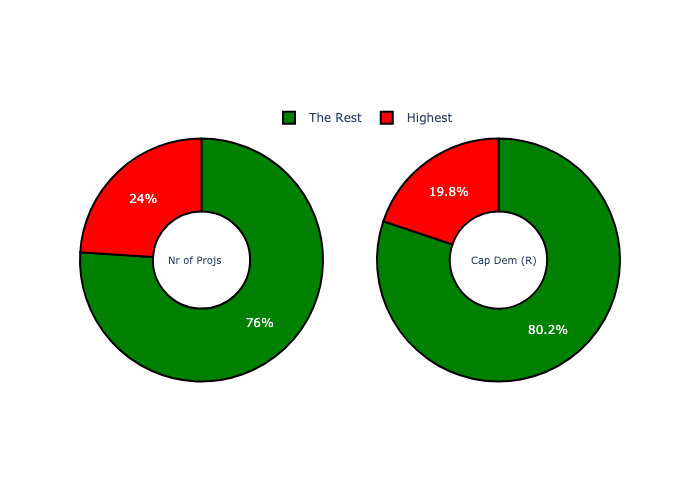 The Rest
Highest
24%
Nr of Projs
76%
19.8%
Cap Dem (R)
80.2%